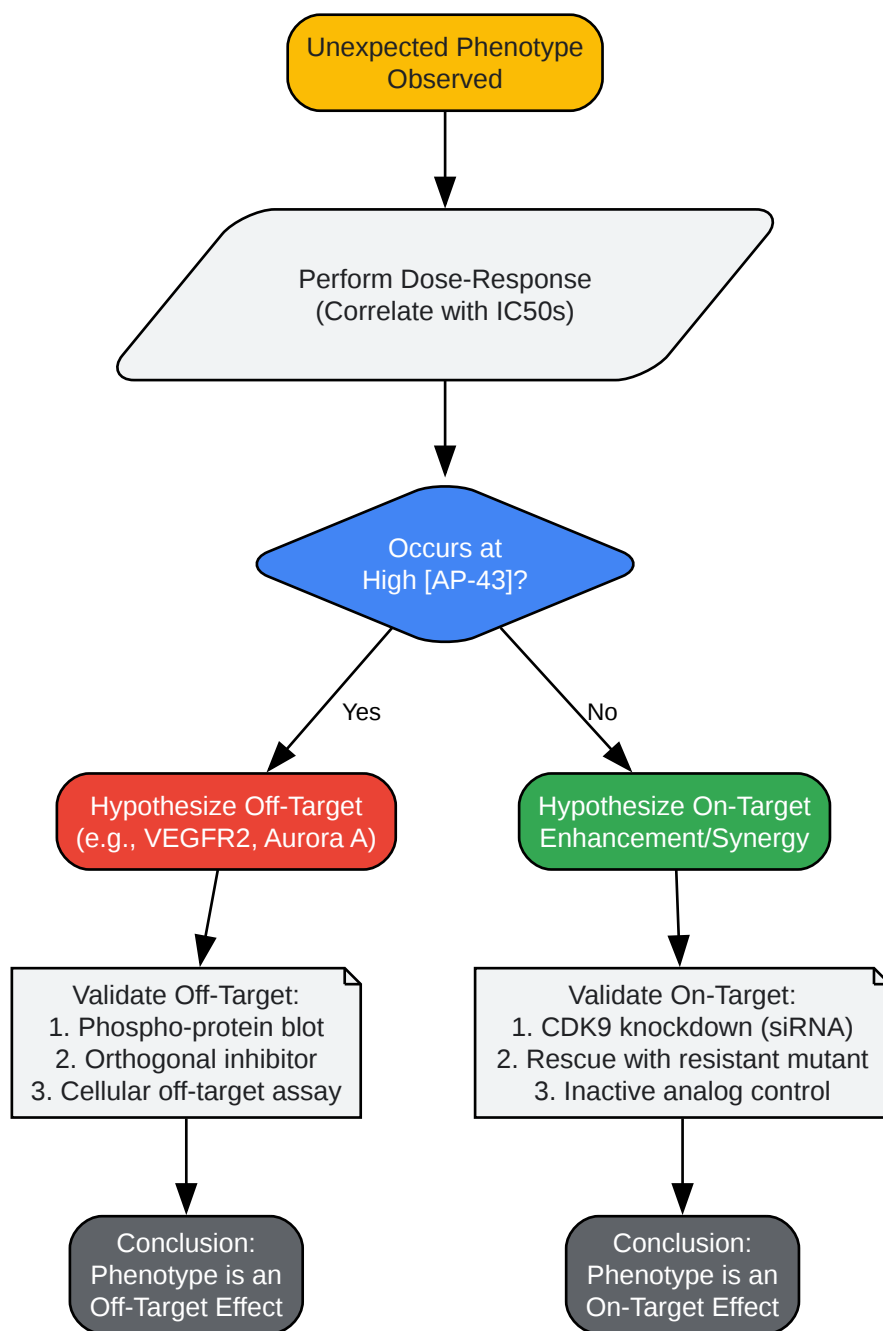 Unexpected Phenotype
Observed
Perform Dose-Response
(Correlate with IC50s)
Occurs at
High [AP-43]?
Yes
No
Hypothesize Off-Target
(e.g., VEGFR2, Aurora A)
Hypothesize On-Target
Enhancement/Synergy
Validate Off-Target:
1. Phospho-protein blot
2. Orthogonal inhibitor
3. Cellular off-target assay
Validate On-Target:
1. CDK9 knockdown (siRNA)
2. Rescue with resistant mutant
3. Inactive analog control
Conclusion:
Phenotype is an
Off-Target Effect
Conclusion:
Phenotype is an
On-Target Effect